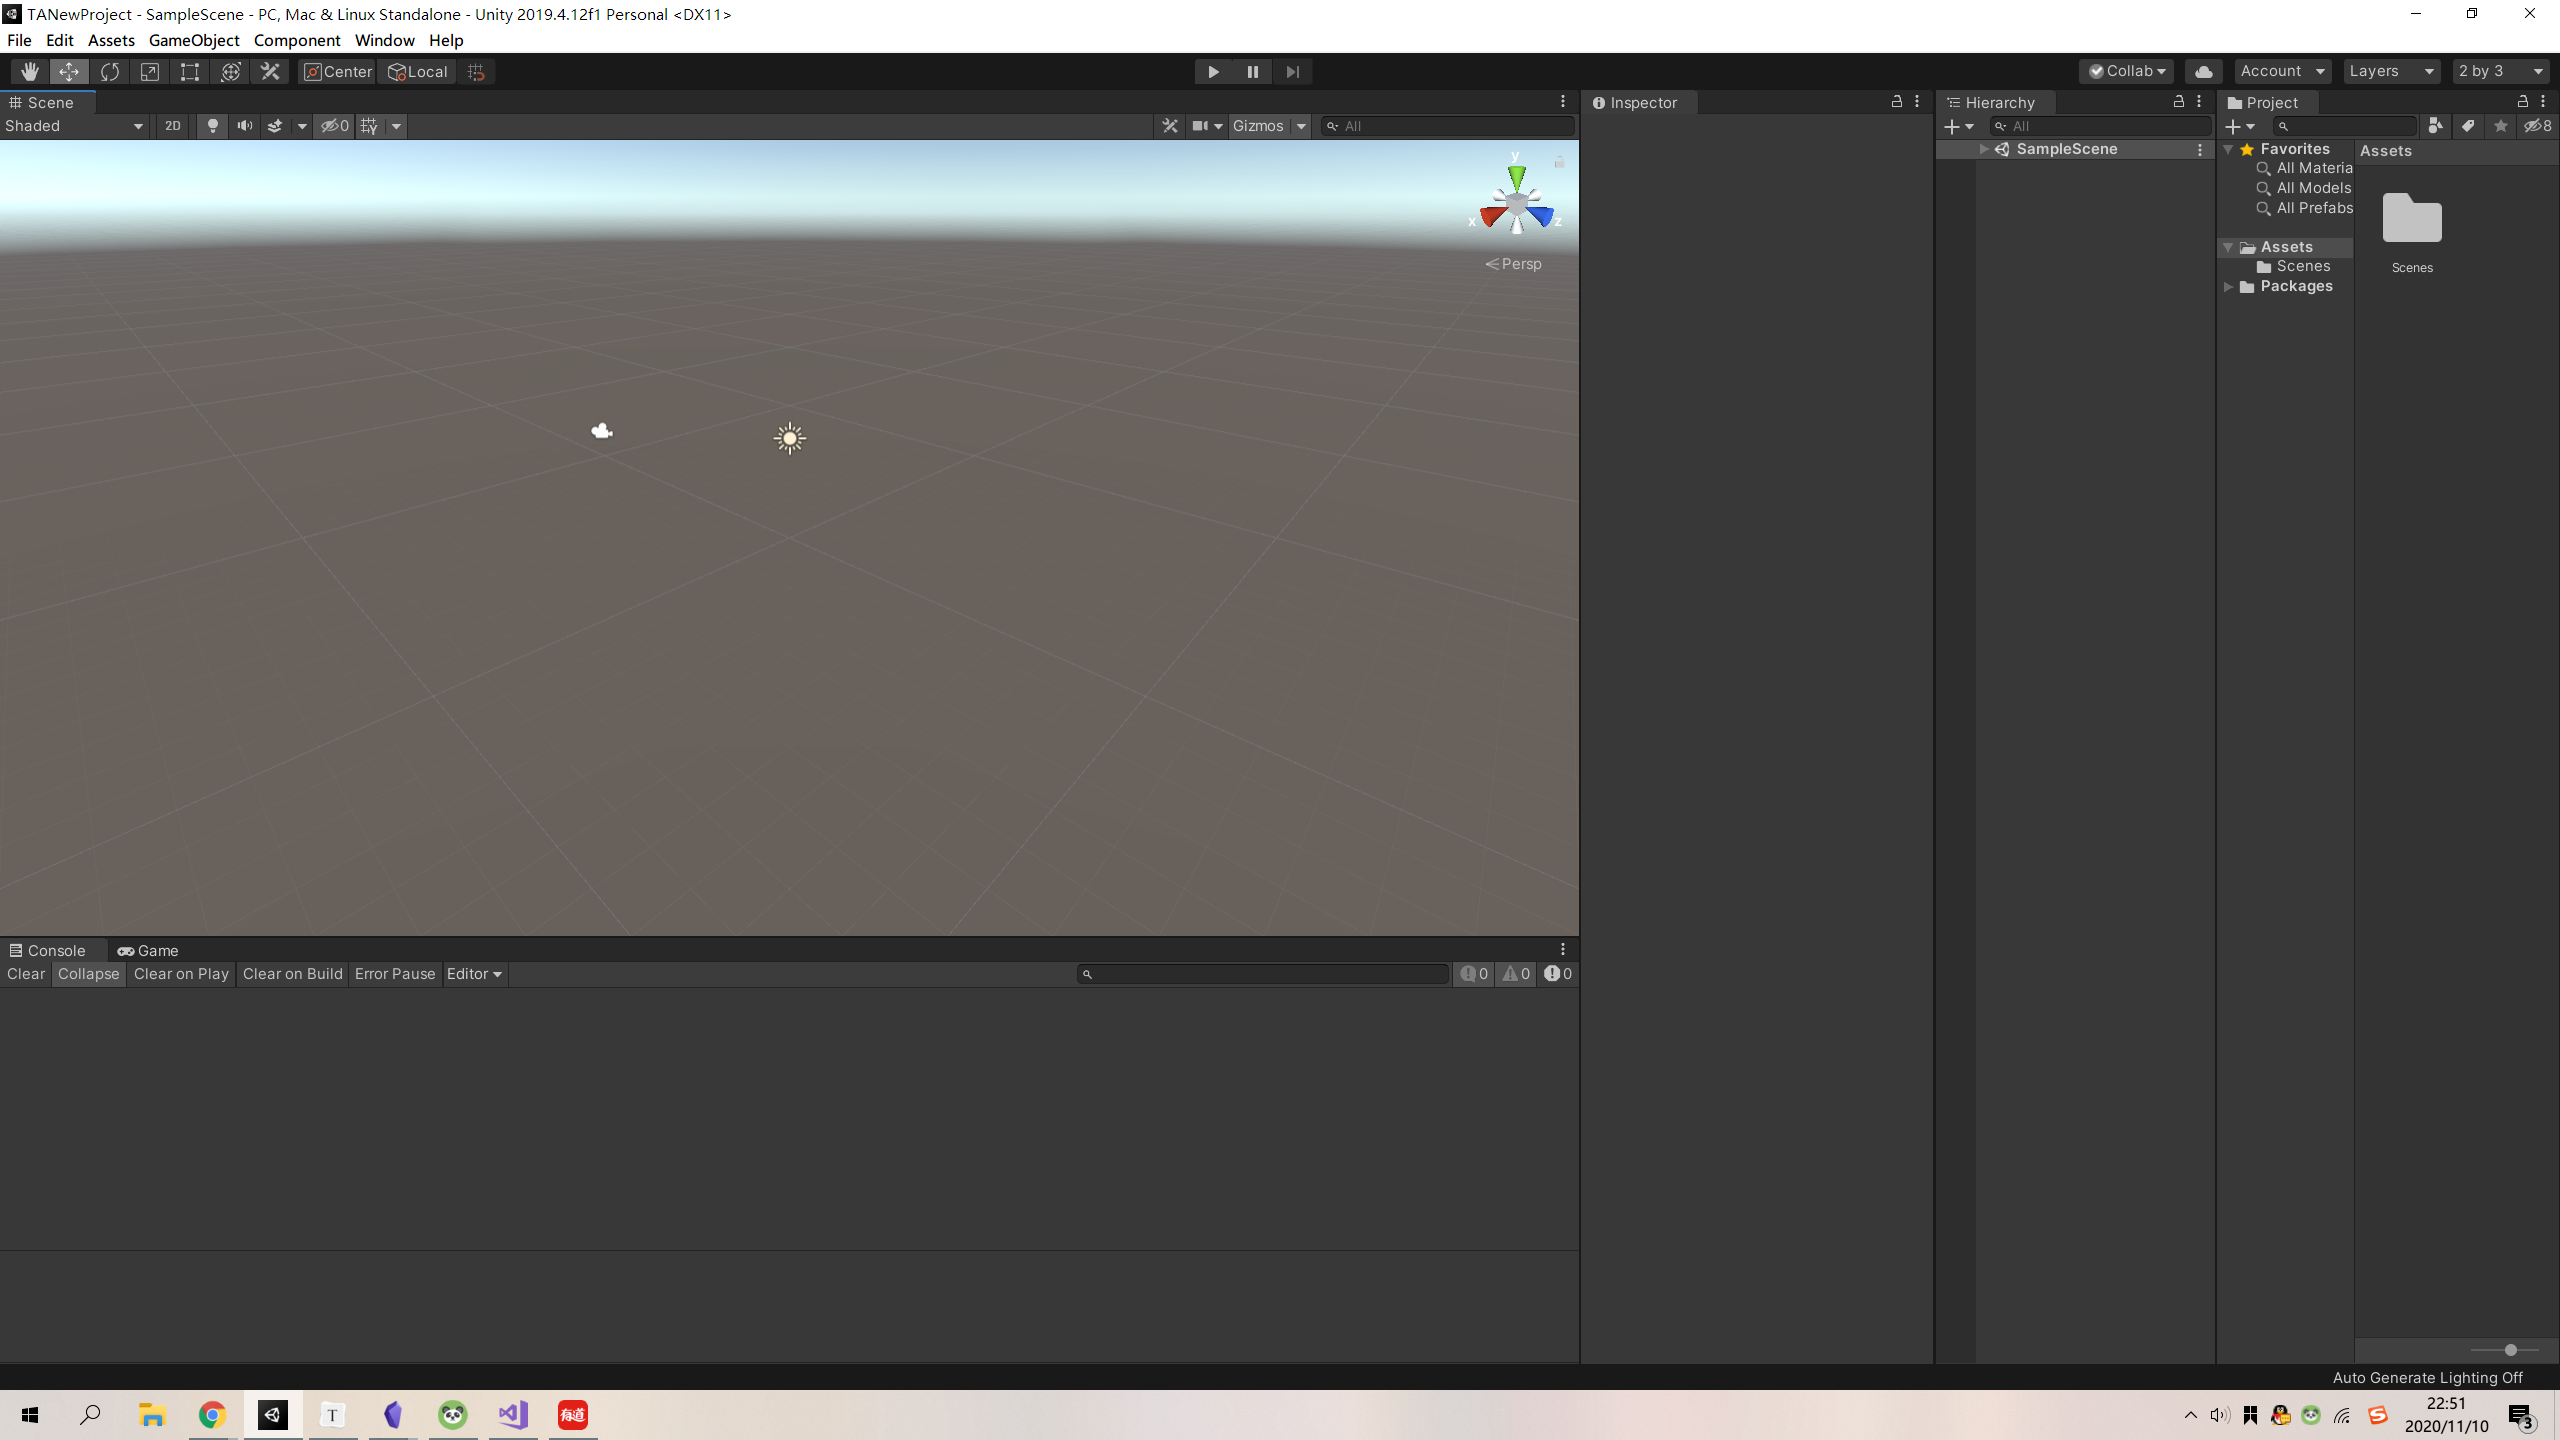 TANewProject - SampleScene - PC, Mac & Linux Standalone - Unity 2019.4.12f1 Personal <DX11>
File Edit Assets GameObject Component Window Help
Center Local Collab Account Layers 2 by 3
Scene
Shaded 2D 0 Gizmos All
y
x
z
Persp
Inspector
Hierarchy
All
SampleScene
Project
8
Favorites
All Materia
All Models
All Prefabs
Assets
Scenes
Packages
Assets
Scenes
Console Game
Clear Collapse Clear on Play Clear on Build Error Pause Editor 0 0 0
Auto Generate Lighting Off
T 有道 S
22:51
2020/11/10
3